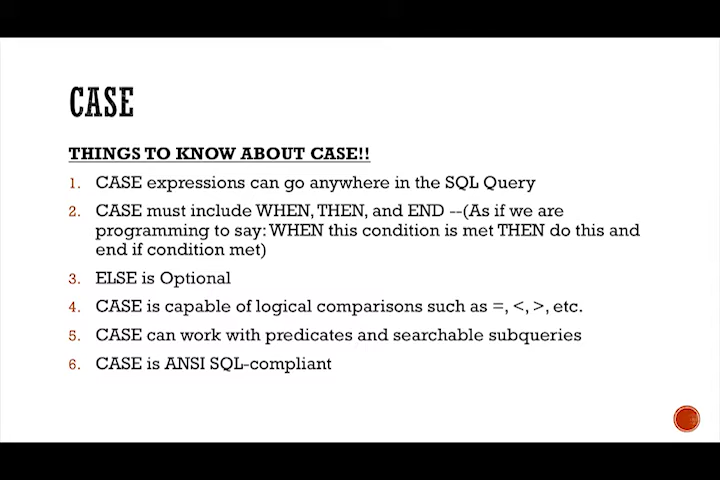 CASE
THINGS TO KNOW ABOUT CASE!!
1. CASE expressions can go anywhere in the SQL Query
2. CASE must include WHEN, THEN, and END --(As if we are
programming to say: WHEN this condition is met THEN do this and
end if condition met)
3. ELSE is Optional
4. CASE is capable of logical comparisons such as =, <, >, etc.
5. CASE can work with predicates and searchable subqueries
6. CASE is ANSI SQL-compliant